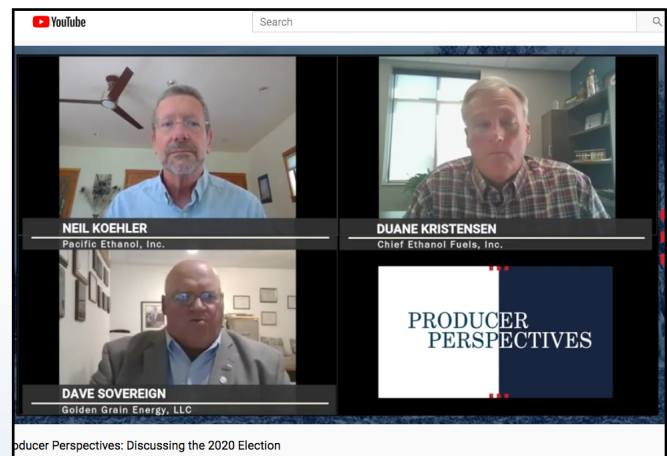 YouTube
Search
NEIL KOEHLER
Pacific Ethanol, Inc.
DUANE KRISTENSEN
Chief Ethanol Fuels, Inc.
DAVE SOVEREIGN
Golden Grain Energy, LLC
PRODUCER
PERSPECTIVES
oducer Perspectives: Discussing the 2020 Election